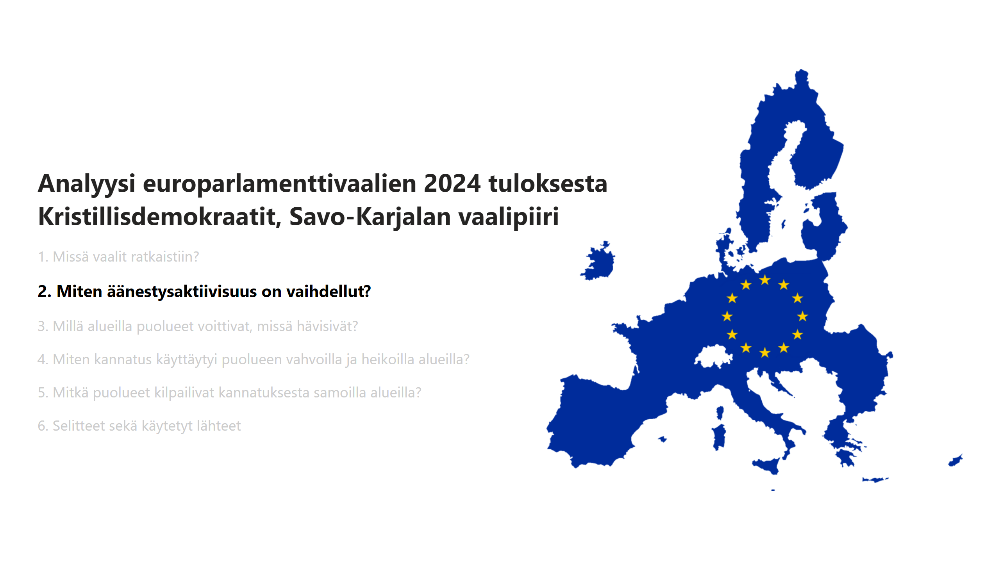 Analyysi europarlamenttivaalien 2024 tuloksesta
Kristillisdemokraatit, Savo-Karjalan vaalipiiri
1. Missä vaalit ratkaistiin?
2. Miten äänestysaktiivisuus on vaihdellut?
3. Millä alueilla puolueet voittivat, missä hävisivät?
4. Miten kannatus käyttäytyi puolueen vahvoilla ja heikoilla alueilla?
5. Mitkä puolueet kilpailivat kannatuksesta samoilla alueilla?
6. Selitteet sekä käytetyt lähteet